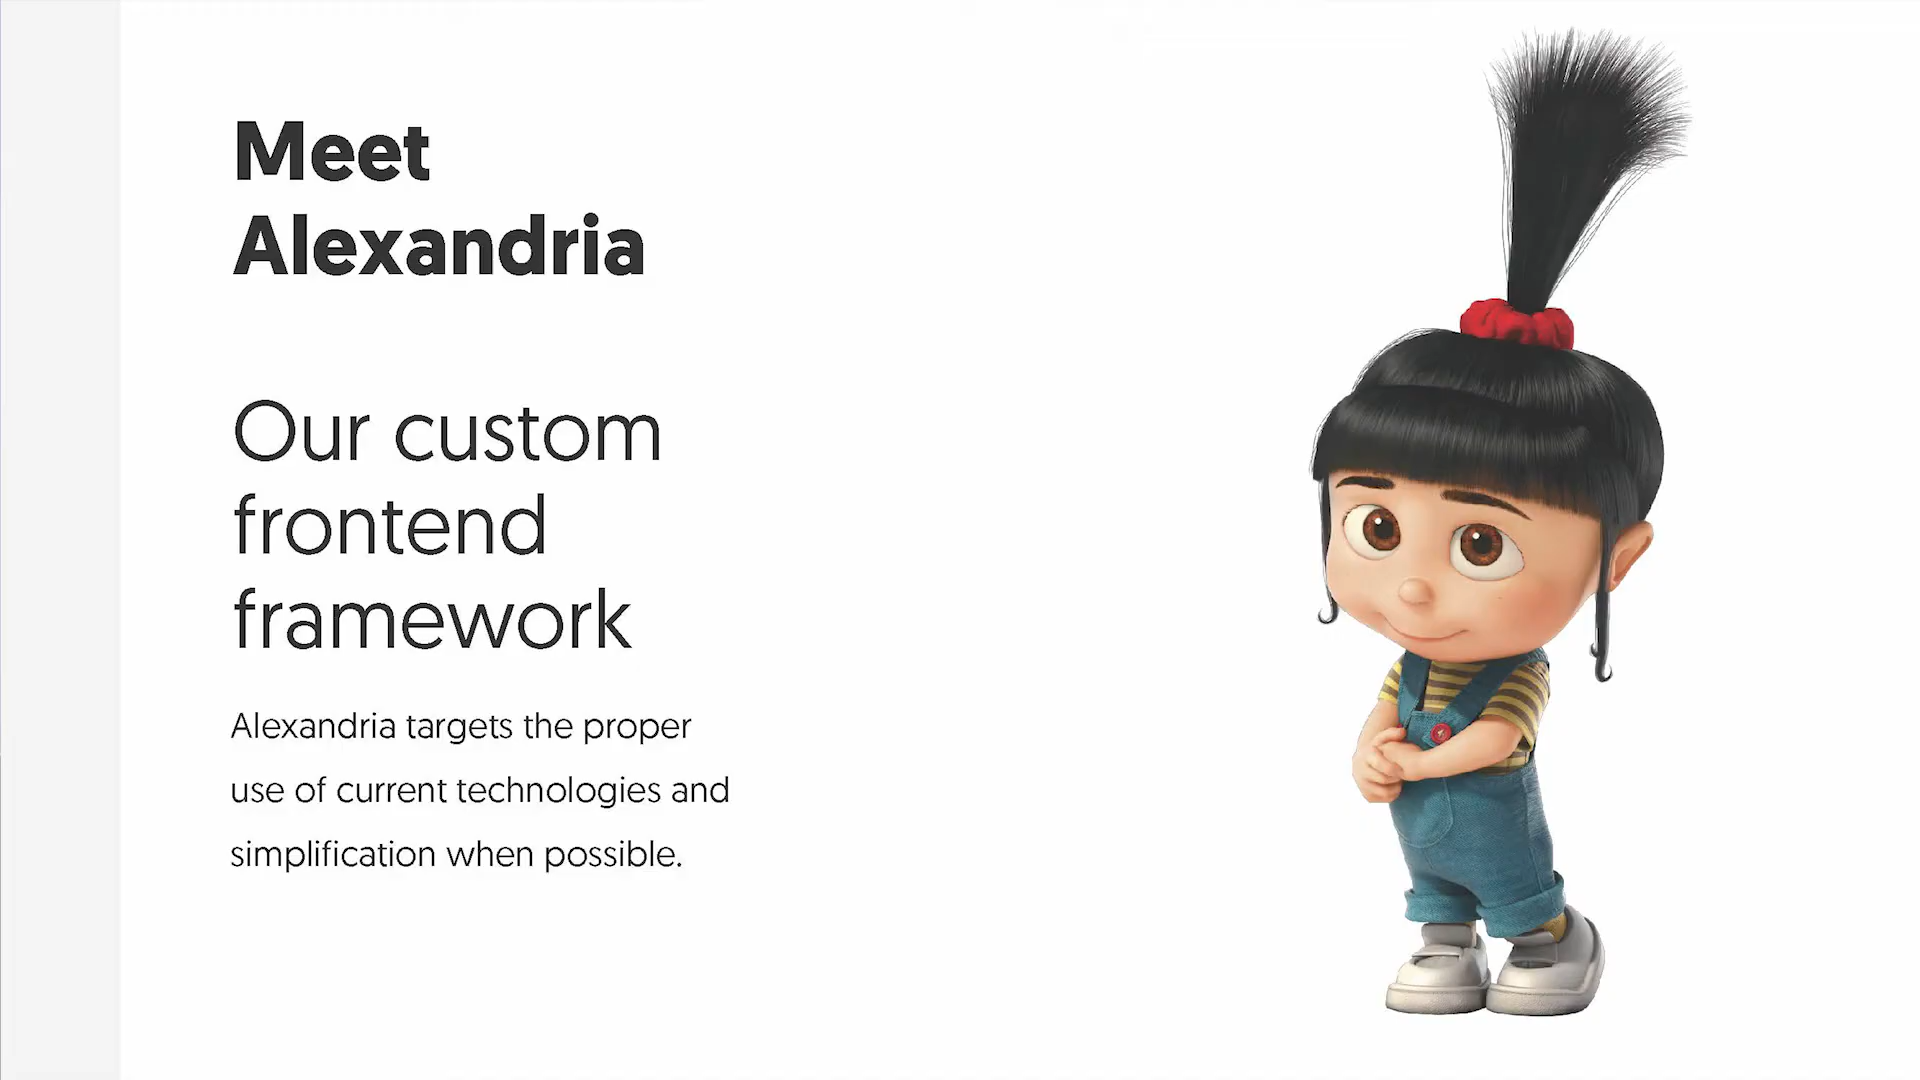 Meet
Alexandria
Our custom
frontend
framework
Alexandria targets the proper
use of current technologies and
simplification when possible.